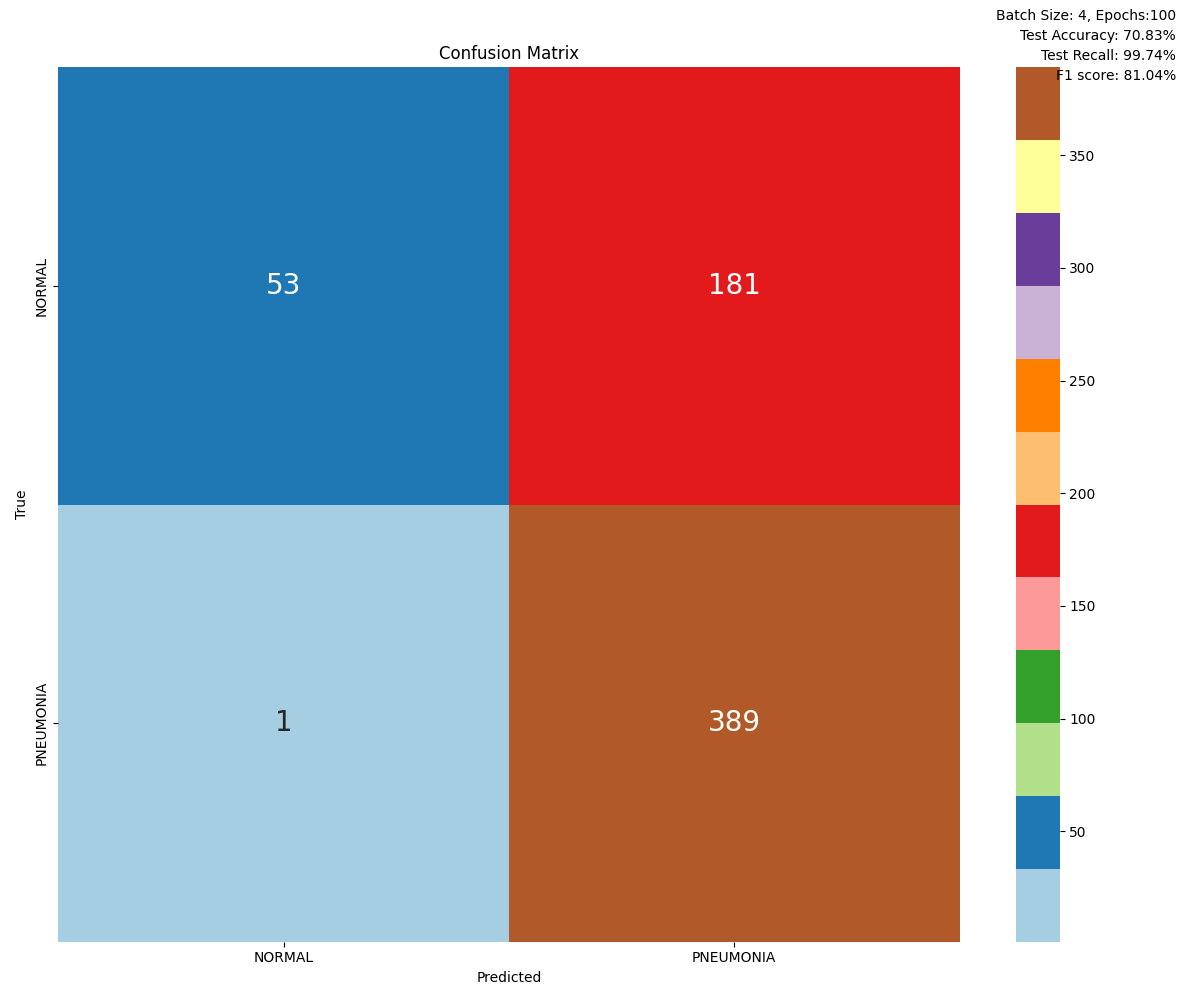 Batch Size: 4, Epochs:100
Test Accuracy: 70.83%
Test Recall: 99.74%
F1 score: 81.04%
Confusion Matrix
True
NORMAL
PNEUMONIA
53
181
1
389
NORMAL
PNEUMONIA
Predicted
350
300
250
200
150
100
50